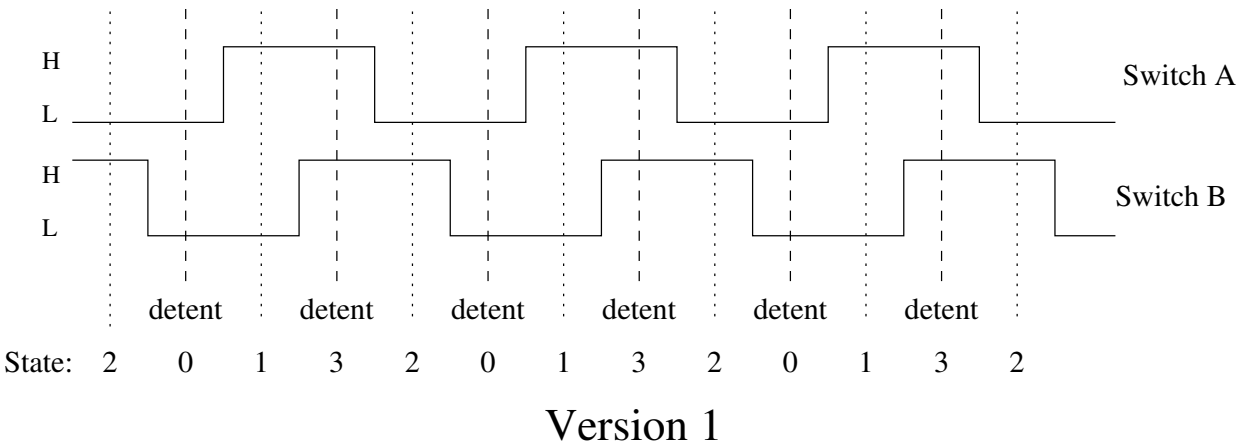 H
Switch A
L
H
Switch B
L
detent detent detent detent detent detent
State: 2 0 1 3 2 0 1 3 2 0 1 3 2
Version 1